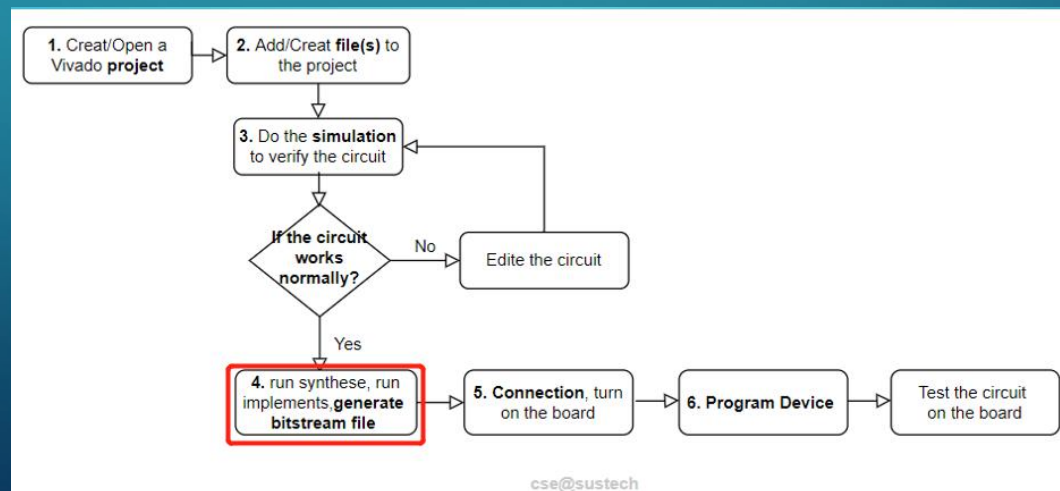 1. Creat/Open a
Vivado project
2. Add/Creat file(s) to
the project
3. Do the simulation
to verify the circuit
If the circuit
works
normally?
No
Edite the circuit
Yes
4. run synthese, run
implements,generate
bitstream file
5. Connection, turn
on the board
6. Program Device
Test the circuit
on the board
cse@sustech